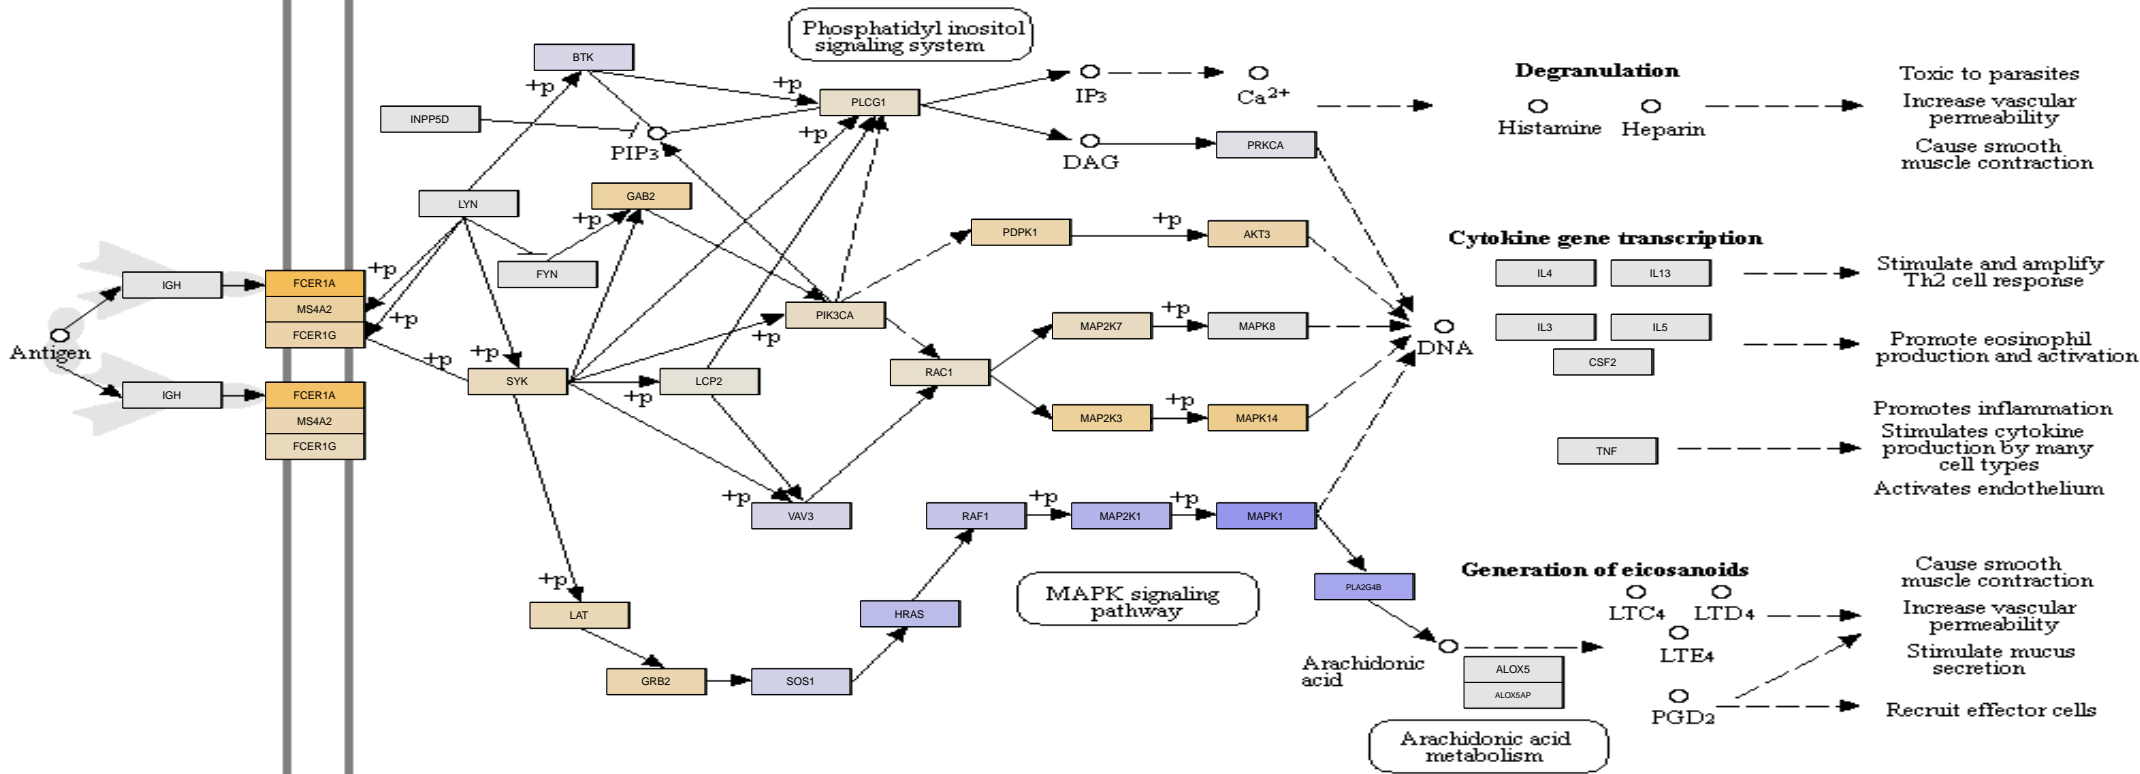 Phosphatidyl inositol
signaling system
BTK
+p
+p
PLCG1
+p
INPP5D
PIP3
IP3
Ca2+
DAG
PRKCA
Degranulation
Histamine
Heparin
Toxic to parasites
Increase vascular
permeability
Cause smooth
muscle contraction
LYN
GAB2
+p
+p
FYN
PDPK1
+p
AKT3
Cytokine gene transcription
IL4
IL13
Stimulate and amplify
Th2 cell response
IGH
FCER1A
MS4A2
FCER1G
+p
+p
Antigen
PIK3CA
+p
MAP2K7
+p
MAPK8
DNA
IL3
IL5
CSF2
Promote eosinophil
production and activation
+p
+p
SYK
LCP2
+p
RAC1
IGH
FCER1A
MS4A2
FCER1G
MAP2K3
+p
MAPK14
TNF
Promotes inflammation
Stimulates cytokine
production by many
cell types
Activates endothelium
+p
VAV3
RAF1
+p
MAP2K1
+p
MAPK1
+p
LAT
HRAS
MAPK signaling
pathway
PLA2G4B
Generation of eicosanoids
LTC4
LTD4
LTE4
Cause smooth
muscle contraction
Increase vascular
permeability
Stimulate mucus
secretion
GRB2
SOS1
Arachidonic
acid
ALOX5
ALOX5AP
PGD2
Recruit effector cells
Arachidonic acid
metabolism